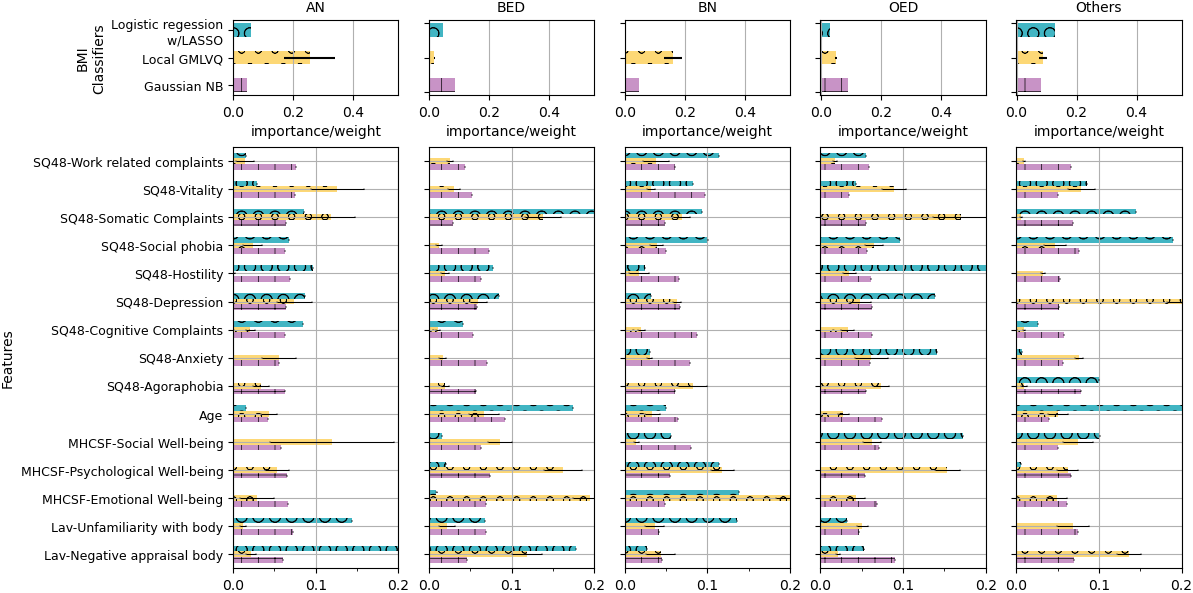 AN BED BN OED Others
BMI
Classifiers
Logistic regession
w/LASSO
Local GMLVQ
Gaussian NB
0.0 0.2 0.4 0.0 0.2 0.4 0.0 0.2 0.4 0.0 0.2 0.4 0.0 0.2 0.4
importance/weight importance/weight importance/weight importance/weight importance/weight
Features
SQ48-Work related complaints
SQ48-Vitality
SQ48-Somatic Complaints
SQ48-Social phobia
SQ48-Hostility
SQ48-Depression
SQ48-Cognitive Complaints
SQ48-Anxiety
SQ48-Agoraphobia
Age
MHCSF-Social Well-being
MHCSF-Psychological Well-being
MHCSF-Emotional Well-being
Lav-Unfamiliarity with body
Lav-Negative appraisal body
0.0 0.1 0.2 0.0 0.1 0.2 0.0 0.1 0.2 0.0 0.1 0.2 0.0 0.1 0.2